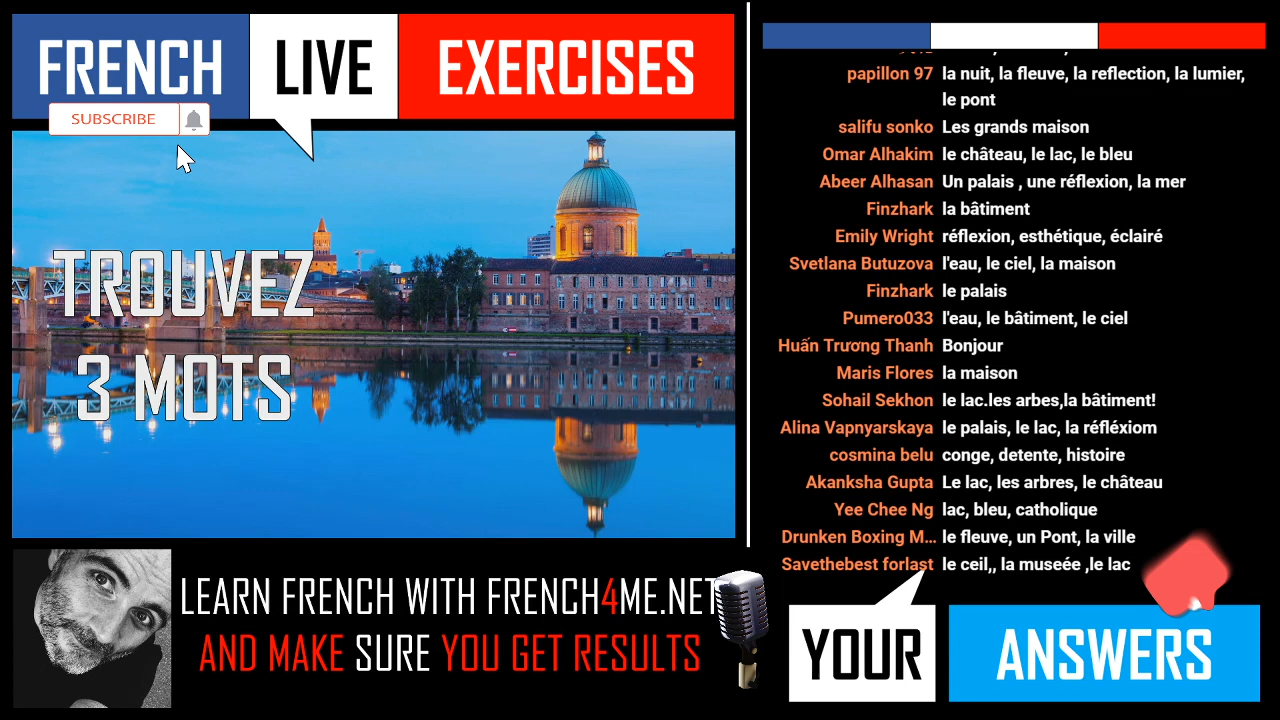 FRENCH LIVE EXERCISES
SUBSCRIBE
TROUVEZ
3 MOTS
LEARN FRENCH WITH FRENCH4ME.NET
AND MAKE SURE YOU GET RESULTS
papillon 97 la nuit, la fleuve, la reflection, la lumier,
le pont
salifu sonko Les grands maison
Omar Alhakim le château, le lac, le bleu
Abeer Alhasan Un palais , une réflexion, la mer
Finzhark la bâtiment
Emily Wright réflexion, esthétique, éclairé
Svetlana Butuzova l'eau, le ciel, la maison
Finzhark le palais
Pumero033 l'eau, le bâtiment, le ciel
Huấn Trương Thanh Bonjour
Maris Flores la maison
Sohail Sekhon le lac.les arbes,la bâtiment!
Alina Vapnyarskaya le palais, le lac, la réfléxiom
cosmina belu conge, detente, histoire
Akanksha Gupta Le lac, les arbres, le château
Yee Chee Ng lac, bleu, catholique
Drunken Boxing M... le fleuve, un Pont, la ville
Savethebest forlast le ceil,, la museée ,le lac
YOUR ANSWERS